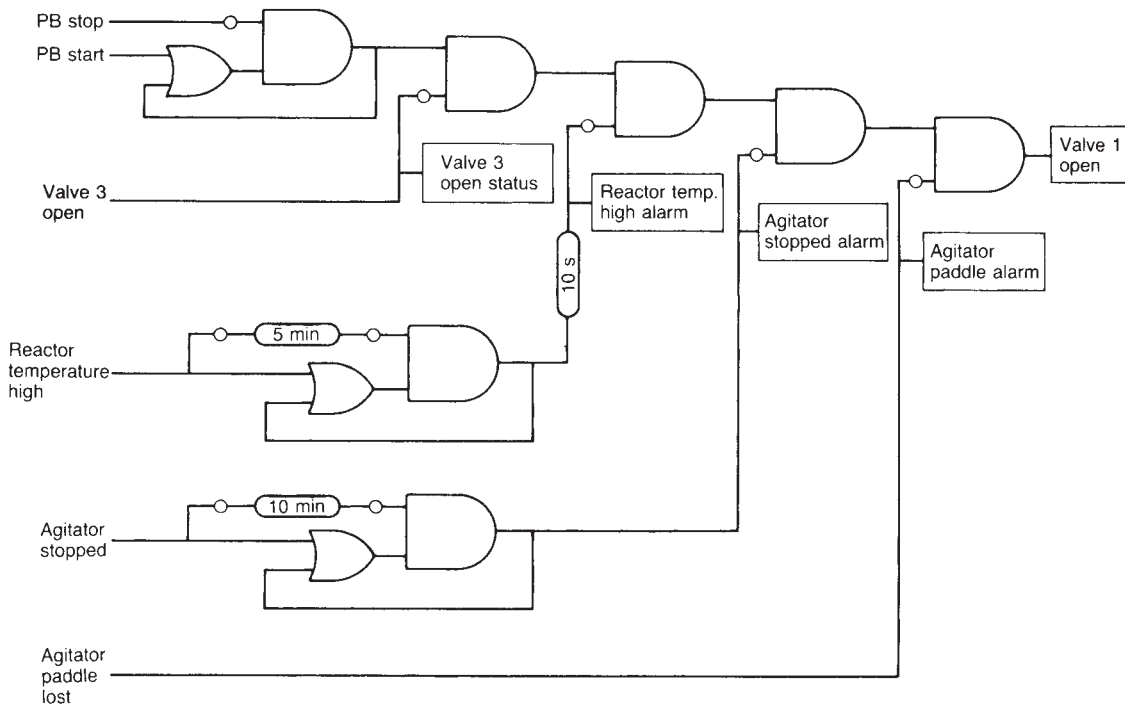 PB stop
PB start
Valve 3
open
Valve 3
open status
Reactor temp.
high alarm
Agitator
stopped alarm
Agitator
paddle alarm
Valve 1
open
10 s
5 min
Reactor
temperature
high
10 min
Agitator
stopped
Agitator
paddle
lost